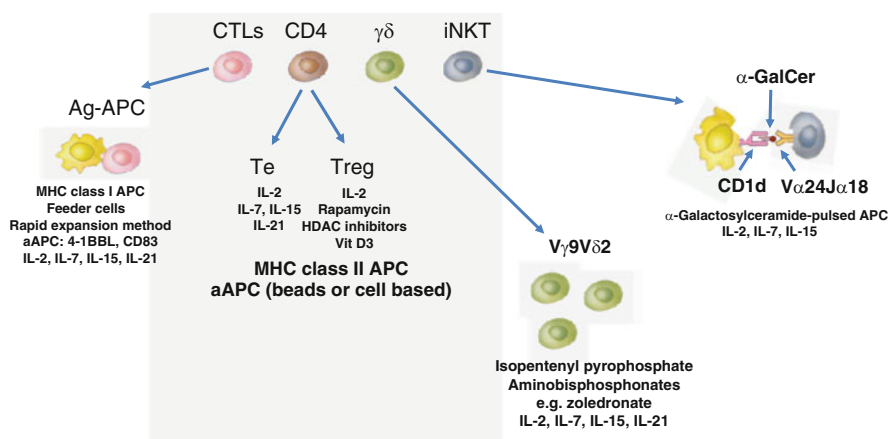 CTLs CD4 γδ iNKT
Ag-APC
MHC class I APC
Feeder cells
Rapid expansion method
aAPC: 4-1BBL, CD83
IL-2, IL-7, IL-15, IL-21
Te
IL-2
IL-7, IL-15
IL-21
Treg
IL-2
Rapamycin
HDAC inhibitors
Vit D3
MHC class II APC
aAPC (beads or cell based)
Vγ9Vδ2
Isopentenyl pyrophosphate
Aminobisphosphonates
e.g. zoledronate
IL-2, IL-7, IL-15, IL-21
α-GalCer
CD1d Vα24Jα18
α-Galactosylceramide-pulsed APC
IL-2, IL-7, IL-15